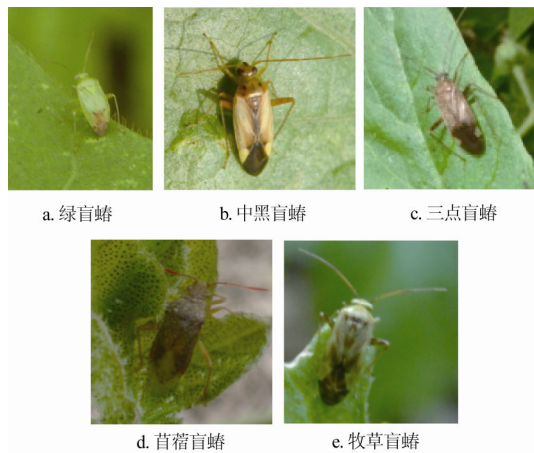 a. 绿盲蝽
b. 中黑盲蝽
c. 三点盲蝽
d. 苜蓿盲蝽
e. 牧草盲蝽